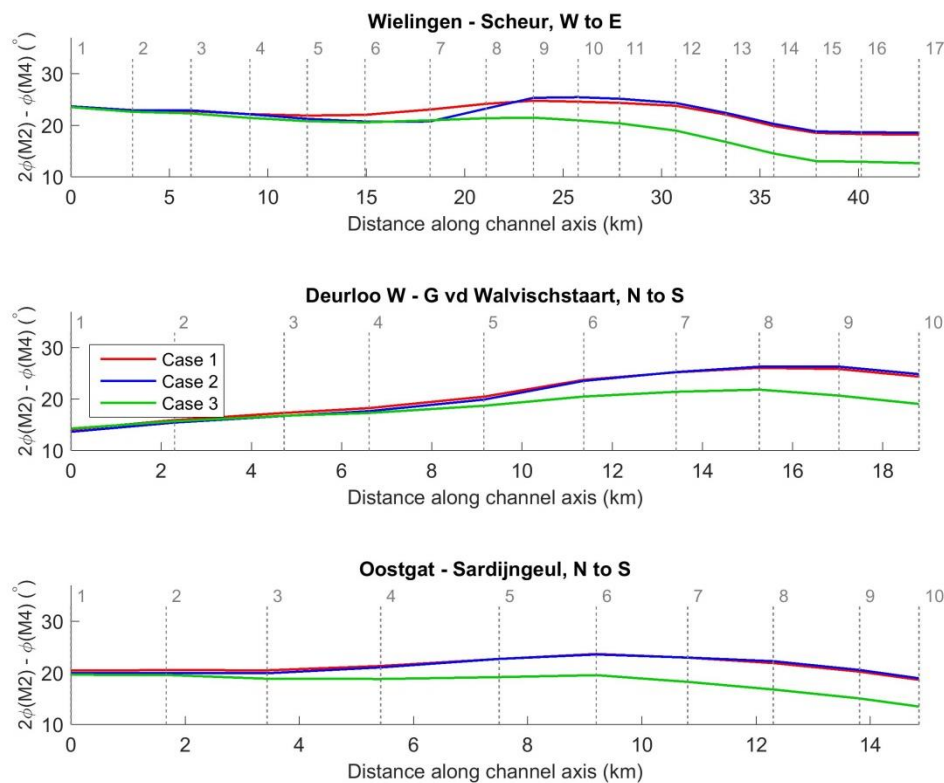 Wielingen - Scheur, W to E
1 2 3 4 5 6 7 8 9 10 11 12 13 14 15 16 17
2ϕ(M2) - ϕ(M4) (°)
30
20
10
0 5 10 15 20 25 30 35 40
Distance along channel axis (km)
Deurloo W - G vd Walvischstaart, N to S
1 2 3 4 5 6 7 8 9 10
2ϕ(M2) - ϕ(M4) (°)
30
20
10
Case 1
Case 2
Case 3
0 2 4 6 8 10 12 14 16 18
Distance along channel axis (km)
Oostgat - Sardijngeul, N to S
1 2 3 4 5 6 7 8 9 10
2ϕ(M2) - ϕ(M4) (°)
30
20
10
0 2 4 6 8 10 12 14
Distance along channel axis (km)